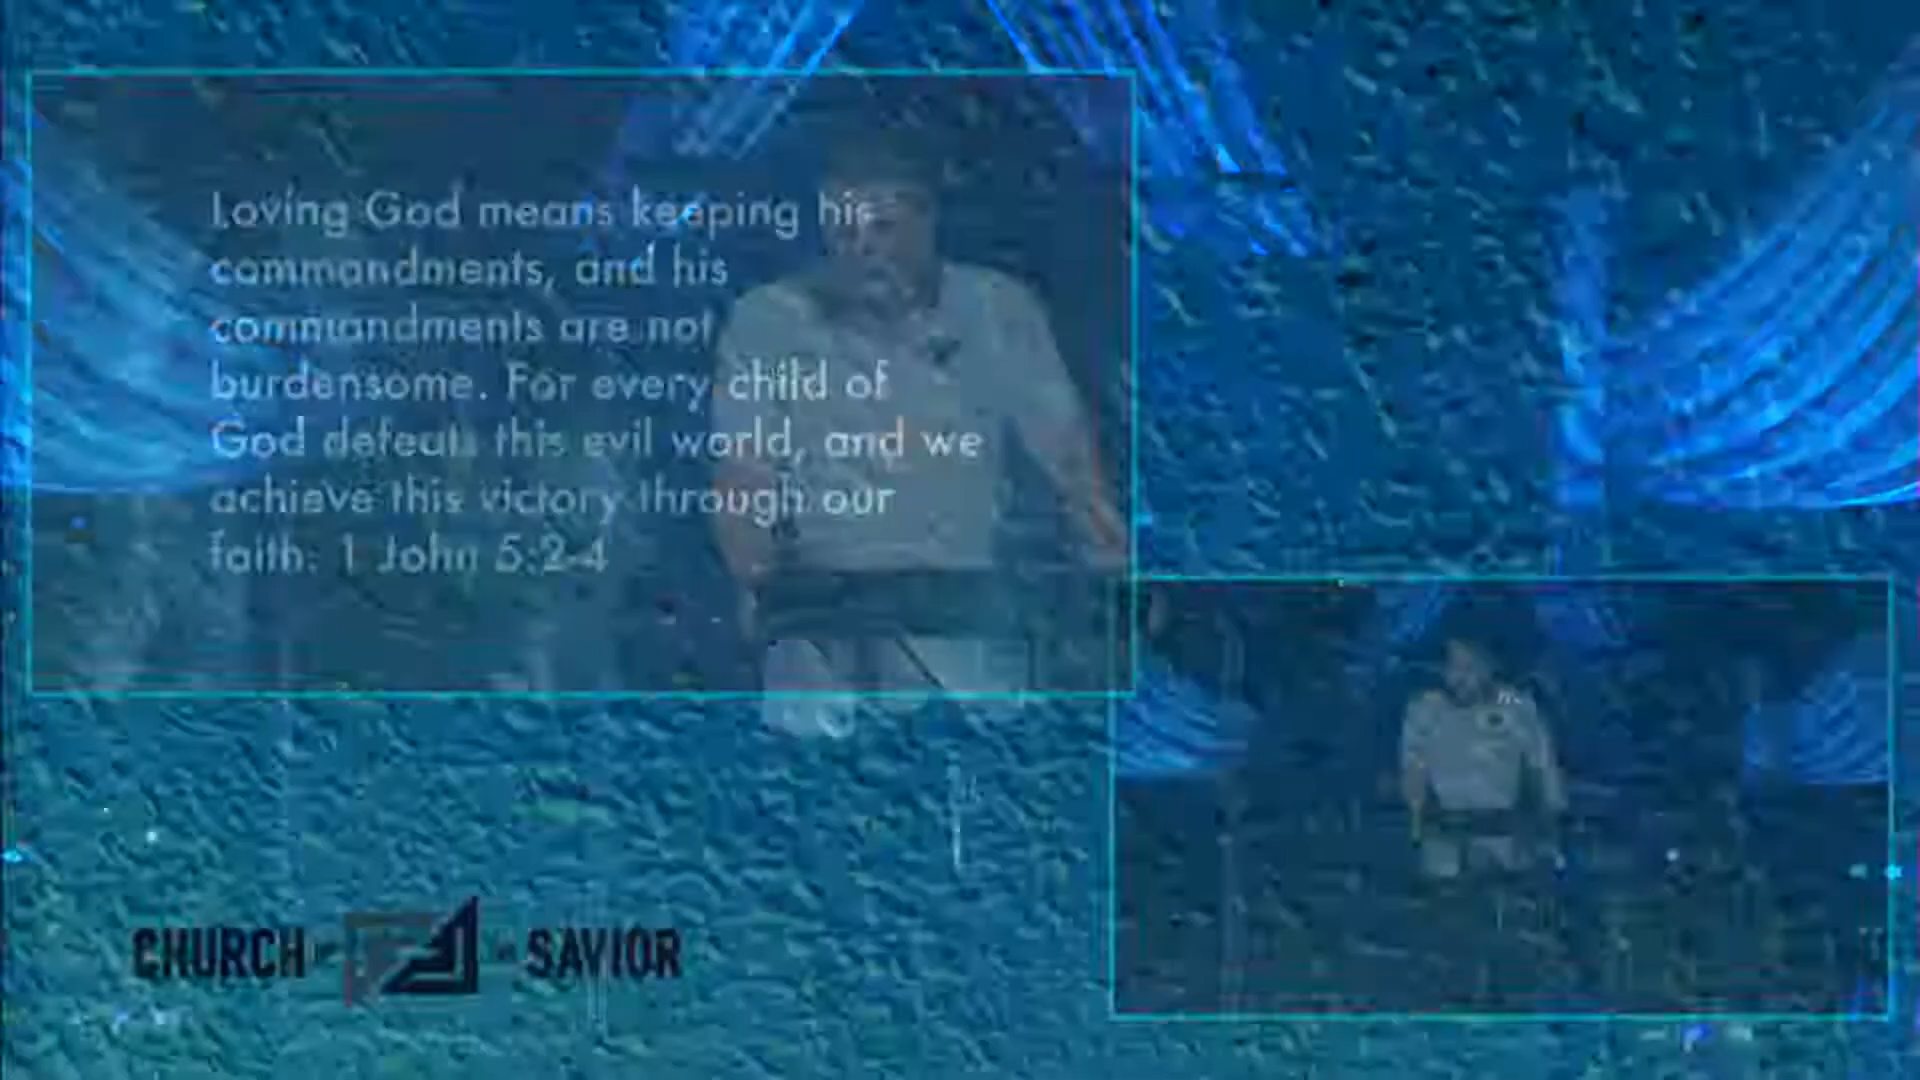 Loving God means keeping his
commandments, and his
commandments are not
burdensome. For every child of
God defeats this evil world, and we
achieve this victory through our
faith. 1 John 5:2-4
CHURCH SAVIOR